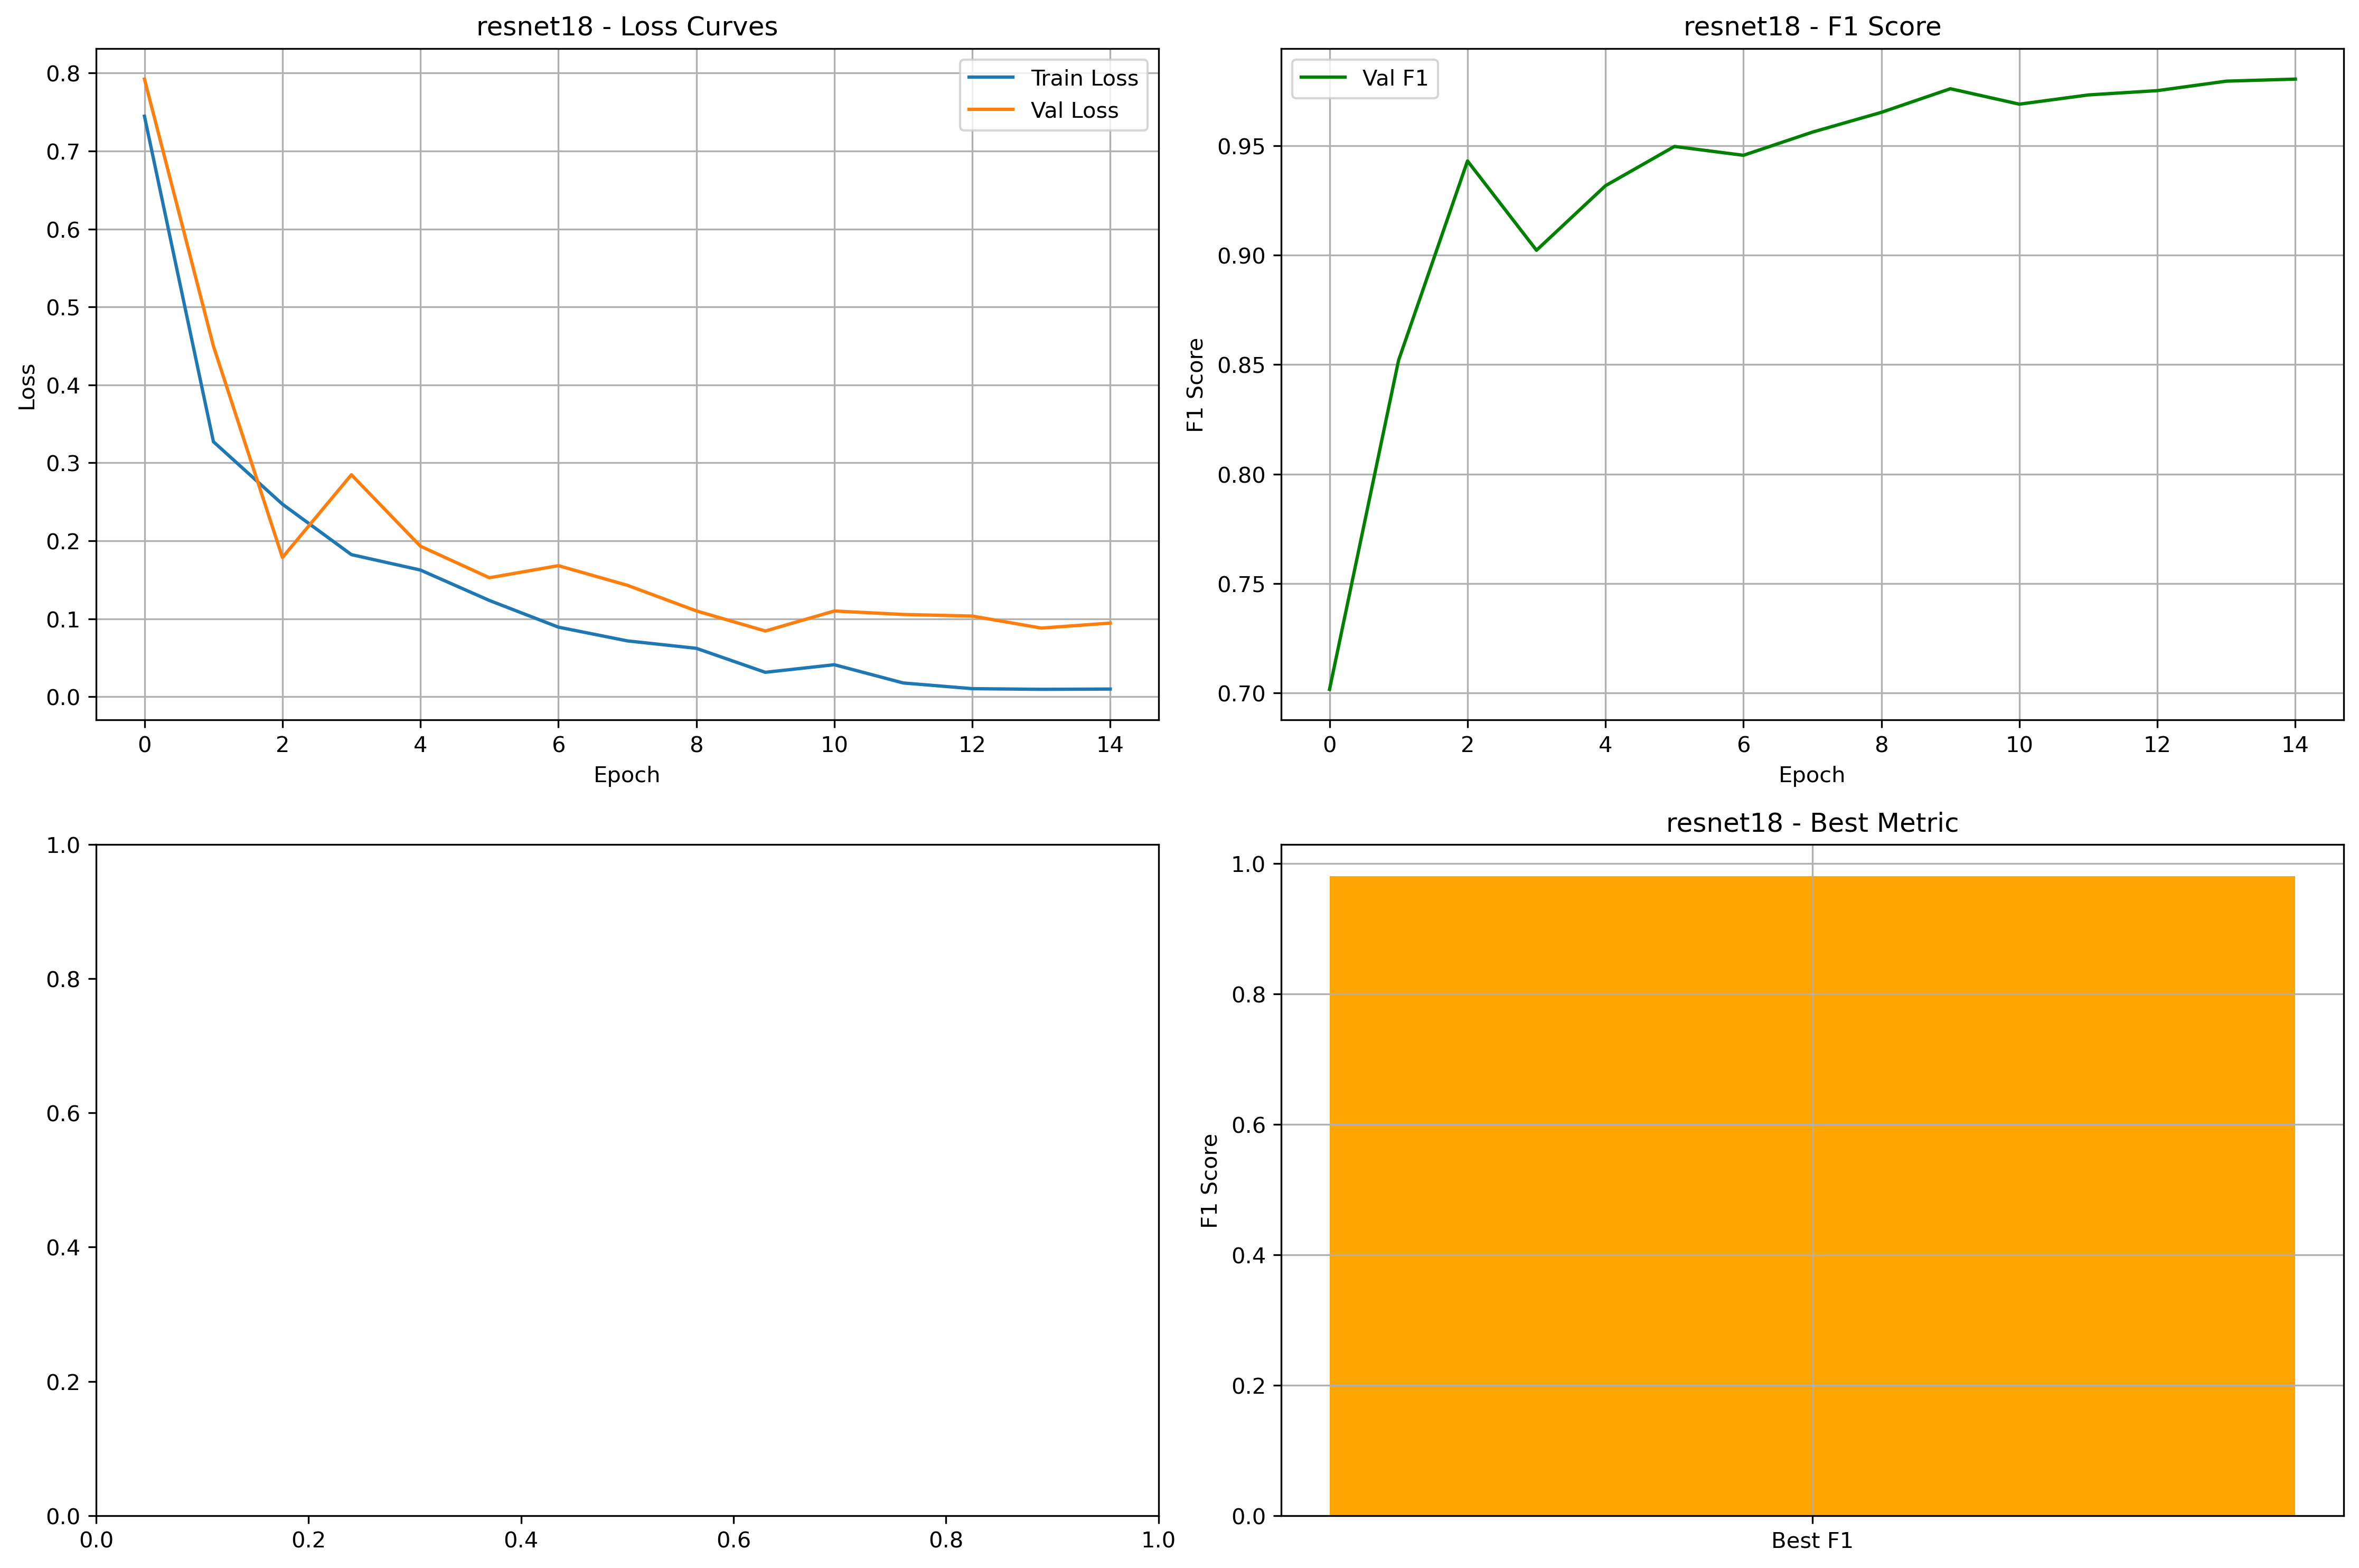 resnet18 - Loss Curves
Train Loss
Val Loss
0.8
0.7
0.6
0.5
0.4
0.3
0.2
0.1
0.0
Loss
0 2 4 6 8 10 12 14
Epoch
resnet18 - F1 Score
Val F1
0.95
0.90
0.85
0.80
0.75
0.70
F1 Score
0 2 4 6 8 10 12 14
Epoch
1.0
0.8
0.6
0.4
0.2
0.0
0.0 0.2 0.4 0.6 0.8 1.0
resnet18 - Best Metric
1.0
0.8
0.6
0.4
0.2
0.0
F1 Score
Best F1